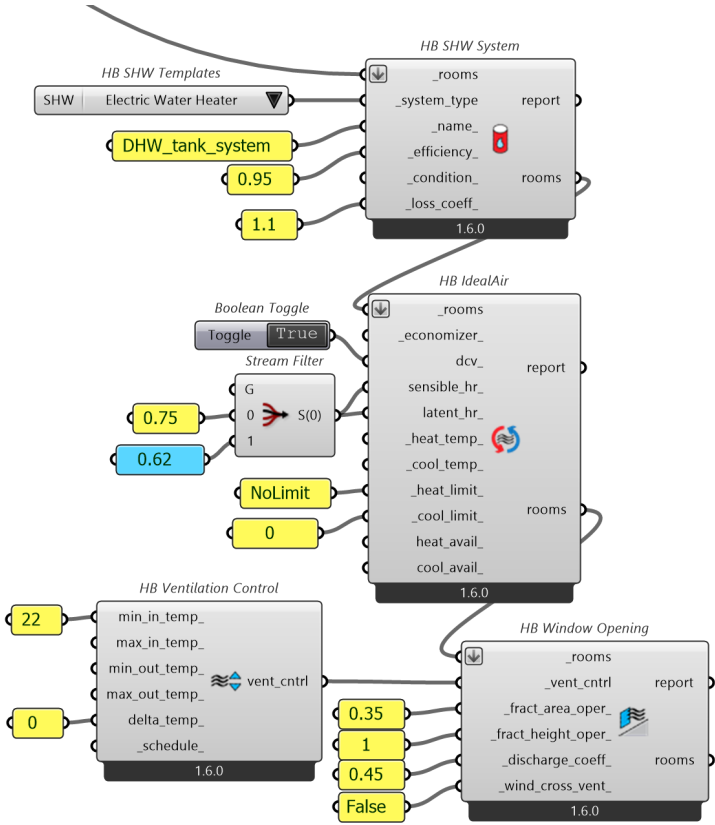 HB SHW System
_rooms
_system_type
report
_name_
_efficiency_
_condition_
rooms
_loss_coeff_
1.6.0
HB SHW Templates
SHW
Electric Water Heater
DHW_tank_system
0.95
1.1
HB IdealAir
_rooms
_economizer_
dcv_
report
sensible_hr_
latent_hr_
_heat_temp_
_cool_temp_
_heat_limit_
rooms
_cool_limit_
heat_avail_
cool_avail_
1.6.0
Boolean Toggle
Toggle
True
Stream Filter
G
0
S(0)
1
0.75
0.62
NoLimit
0
HB Ventilation Control
min_in_temp_
max_in_temp_
min_out_temp_
vent_cntrl
max_out_temp_
delta_temp_
_schedule_
1.6.0
22
0
HB Window Opening
_rooms
_vent_cntrl
report
_fract_area_oper_
_fract_height_oper_
_discharge_coeff_
rooms
_wind_cross_vent_
1.6.0
0.35
1
0.45
False